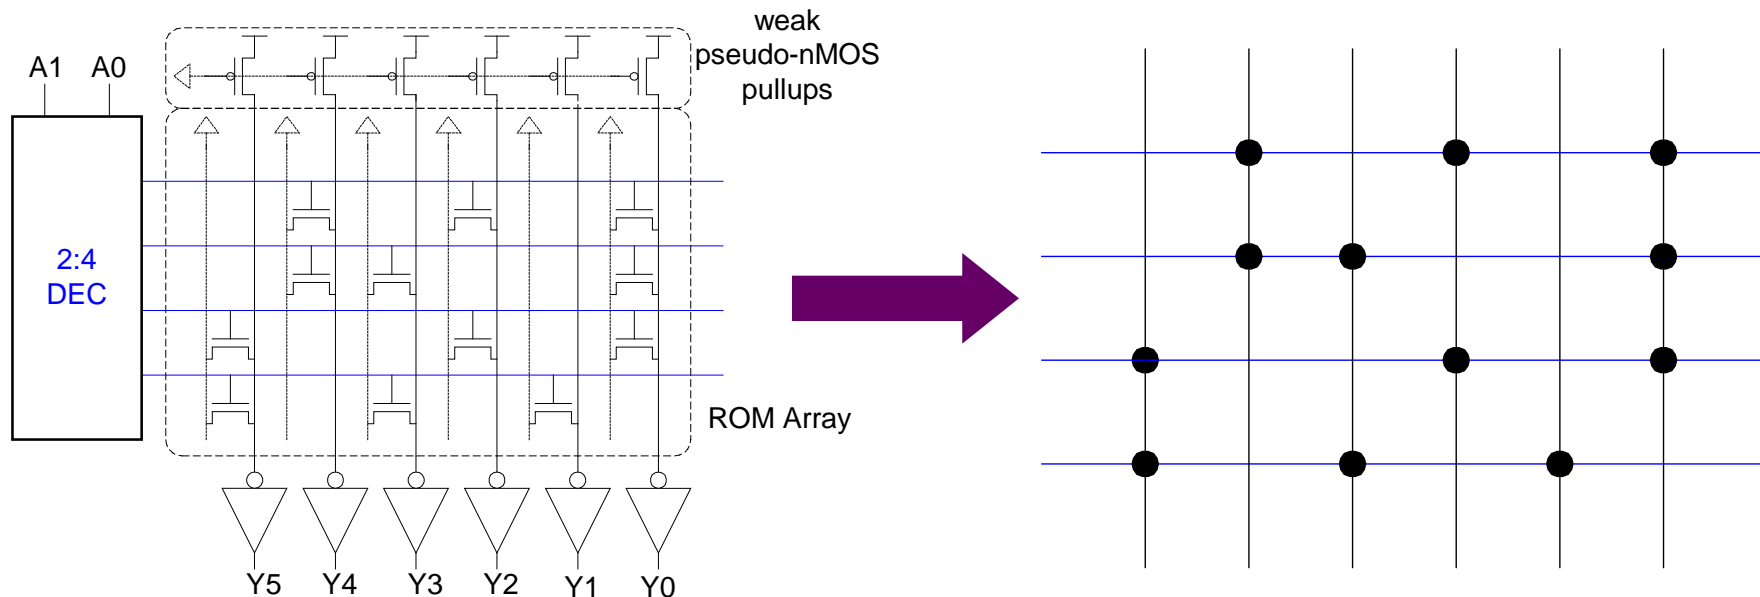 weak
pseudo-nMOS
pullups
A1 A0
2:4
DEC
ROM Array
Y5 Y4 Y3 Y2 Y1 Y0